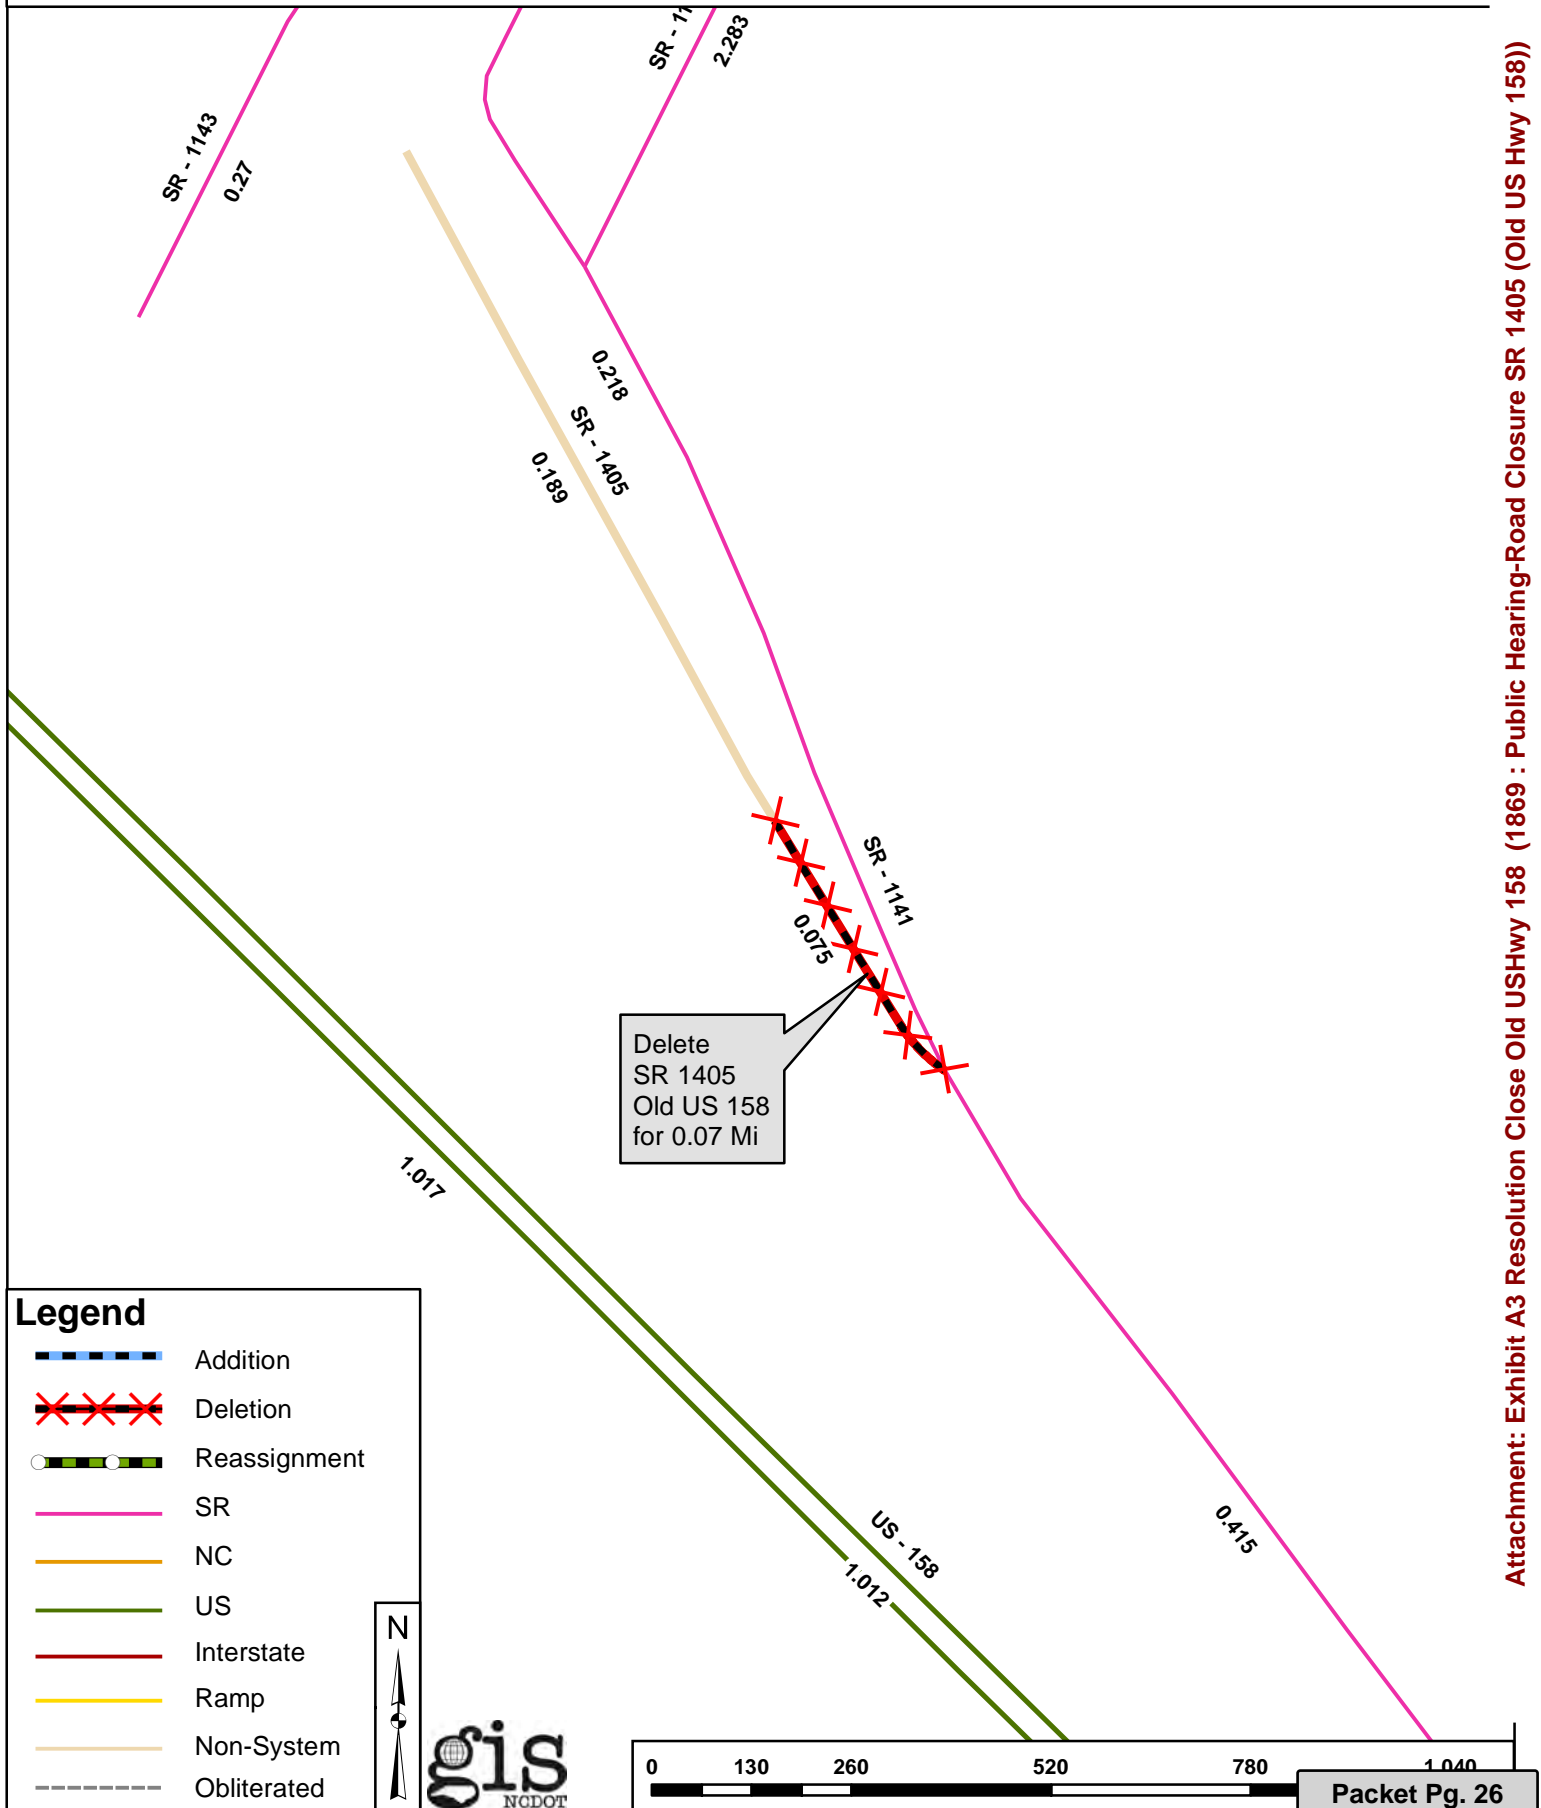 SR - 1143
0.27
SR - 11
2.283
0.218
SR - 1405
0.189
SR - 1141
0.075
Delete
SR 1405
Old US 158
for 0.07 Mi
1.017
US - 158
1.012
0.415
Legend
Addition
Deletion
Reassignment
SR
NC
US
Interstate
Ramp
Non-System
Obliterated
N
gis
NCDOT
0 130 260 520 780 1,040
Packet Pg. 26
Attachment: Exhibit A3 Resolution Close Old USHwy 158 (1869 : Public Hearing-Road Closure SR 1405 (Old US Hwy 158))